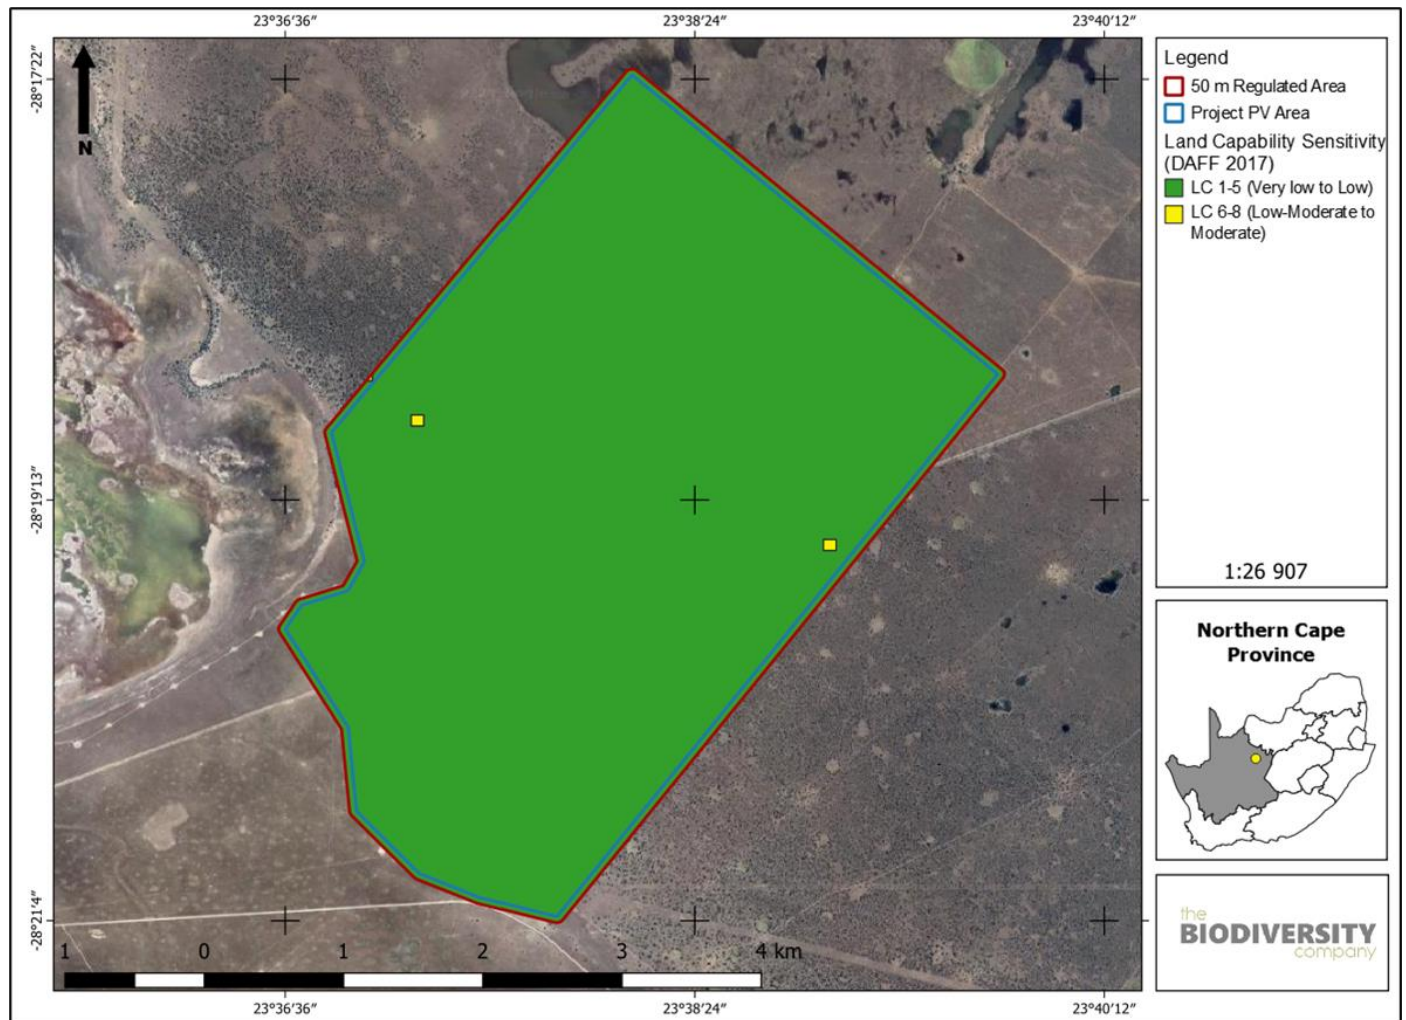 23°36′36″ 23°38′24″ 23°40′12″
-28°17′22″
-28°19′13″
-28°21′4″
N
1 0 1 2 3 4 km
23°36′36″ 23°38′24″ 23°40′12″
Legend
50 m Regulated Area
Project PV Area
Land Capability Sensitivity
(DAFF 2017)
LC 1-5 (Very low to Low)
LC 6-8 (Low-Moderate to
Moderate)
1:26 907
Northern Cape
Province
the
BIODIVERSITY
company